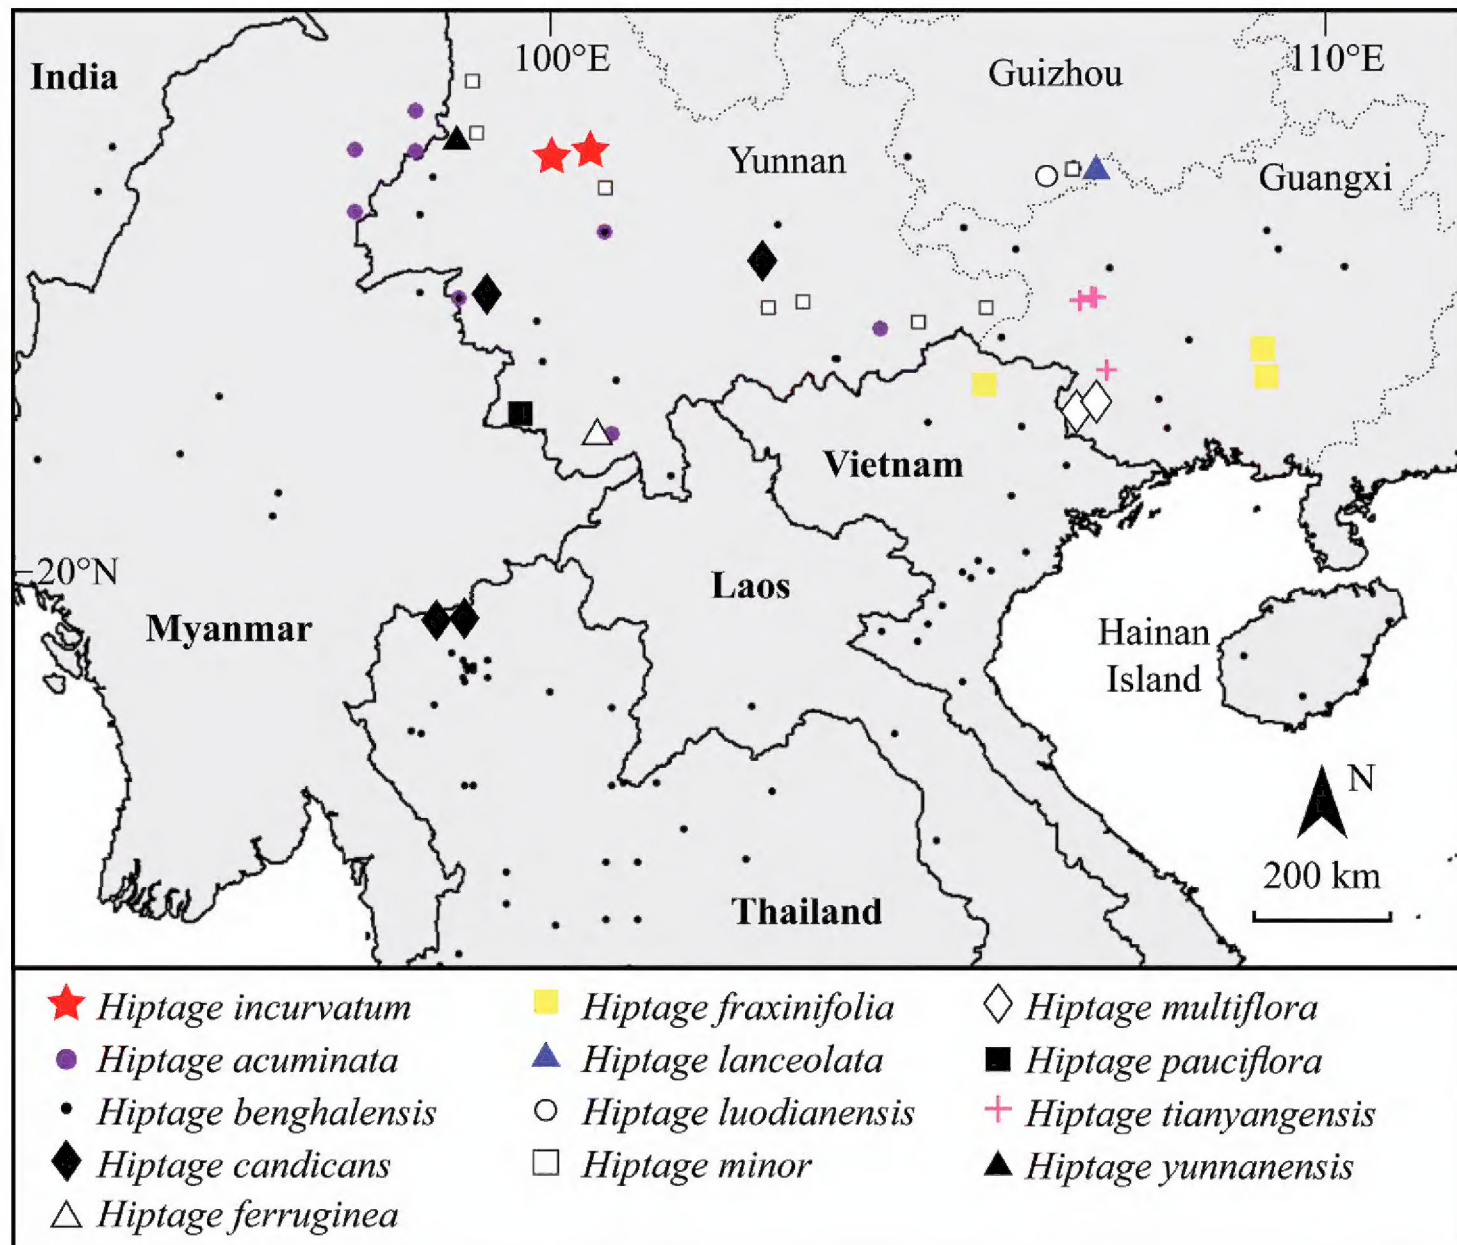 100°E
110°E
India
Guizhou
Yunnan
Guangxi
Vietnam
20°N
Laos
Myanmar
Hainan
Island
N
200 km
Thailand
Hiptage incurvatum
Hiptage fraxinifolia
Hiptage multiflora
Hiptage acuminata
Hiptage lanceolata
Hiptage pauciflora
Hiptage benghalensis
Hiptage luodianensis
Hiptage tianyangensis
Hiptage candicans
Hiptage minor
Hiptage yunnanensis
Hiptage ferruginea